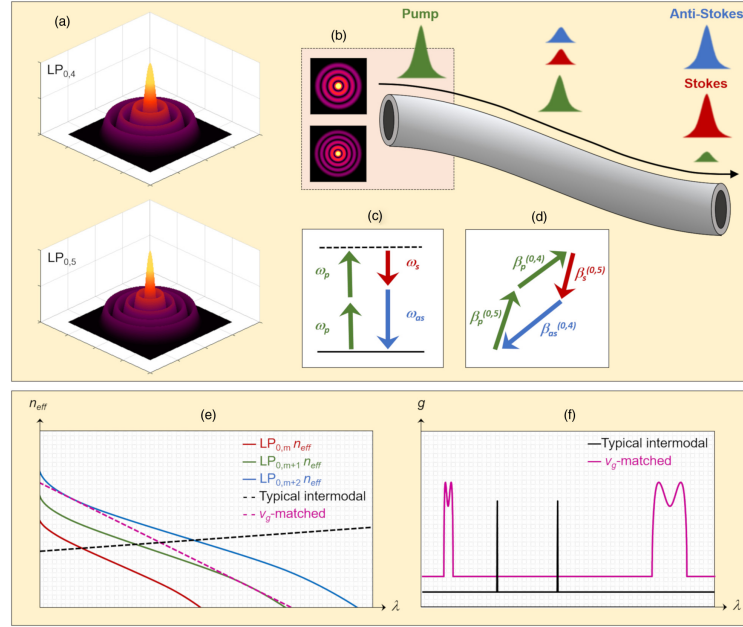 (a)
LP0,4
LP0,5
(b)
Pump
Anti-Stokes
Stokes
(c)
ωp
ωs
ωp
ωas
(d)
βp(0,4)
βs(0,5)
βp(0,5)
βas(0,4)
neff
(e)
LP0,m neff
LP0,m+1 neff
LP0,m+2 neff
Typical intermodal
vg-matched
λ
g
(f)
Typical intermodal
vg-matched
λ